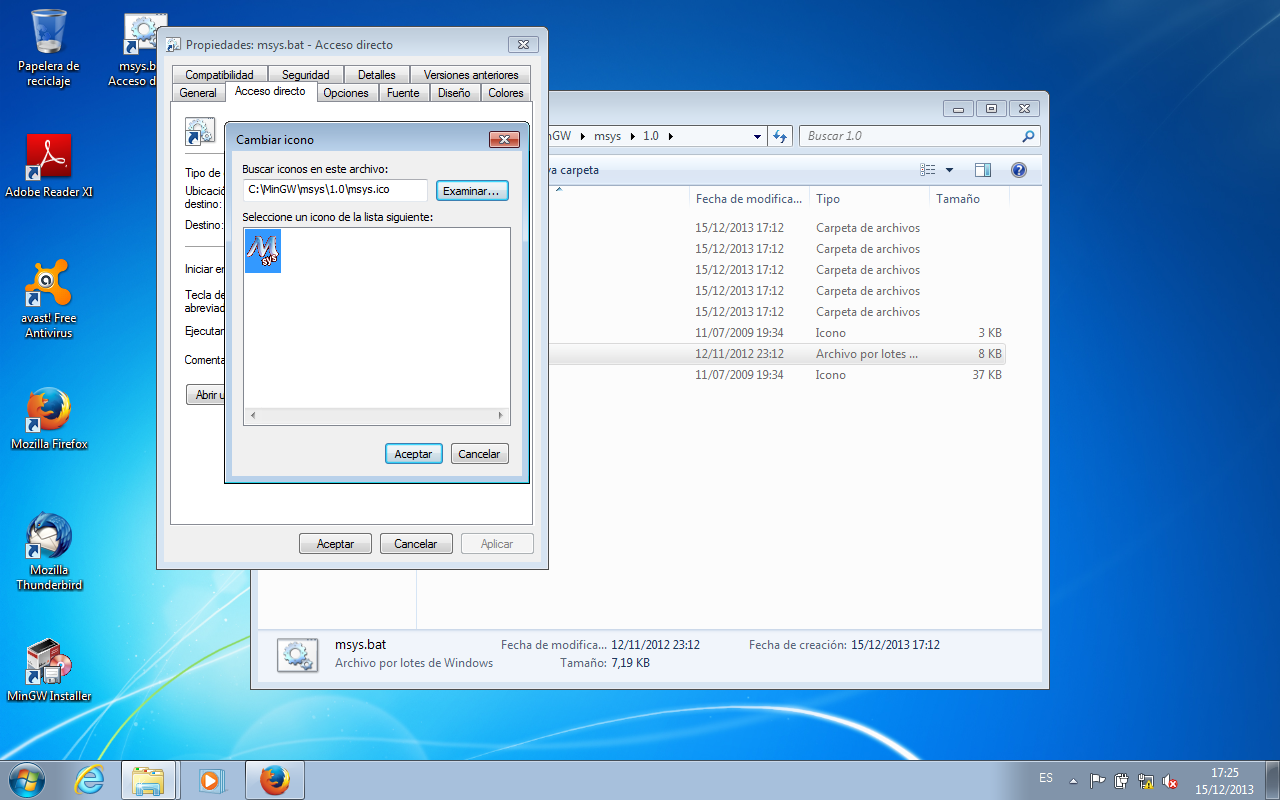 Papelera de
reciclaje
msys.b
Acceso d
Adobe Reader XI
avast! Free
Antivirus
Mozilla Firefox
Mozilla
Thunderbird
MinGW Installer
Propiedades: msys.bat - Acceso directo
Compatibilidad Seguridad Detalles Versiones anteriores
General Acceso directo Opciones Fuente Diseño Colores
Tipo de
Ubicació
destino:
Destino:
Iniciar en
Tecla de
abreviad
Ejecutar
Comenta
Abrir u
Cambiar icono
Buscar iconos en este archivo:
C:\MinGW\msys\1.0\msys.ico Examinar...
Seleccione un icono de la lista siguiente:
M
sys
Aceptar Cancelar
Aceptar Cancelar Aplicar
nGW msys 1.0 Buscar 1.0
va carpeta
Fecha de modifica... Tipo Tamaño
15/12/2013 17:12 Carpeta de archivos
15/12/2013 17:12 Carpeta de archivos
15/12/2013 17:12 Carpeta de archivos
15/12/2013 17:12 Carpeta de archivos
15/12/2013 17:12 Carpeta de archivos
11/07/2009 19:34 Icono 3 KB
12/11/2012 23:12 Archivo por lotes ... 8 KB
11/07/2009 19:34 Icono 37 KB
msys.bat Fecha de modifica... 12/11/2012 23:12 Fecha de creación: 15/12/2013 17:12
Archivo por lotes de Windows Tamaño: 7,19 KB
ES
17:25
15/12/2013